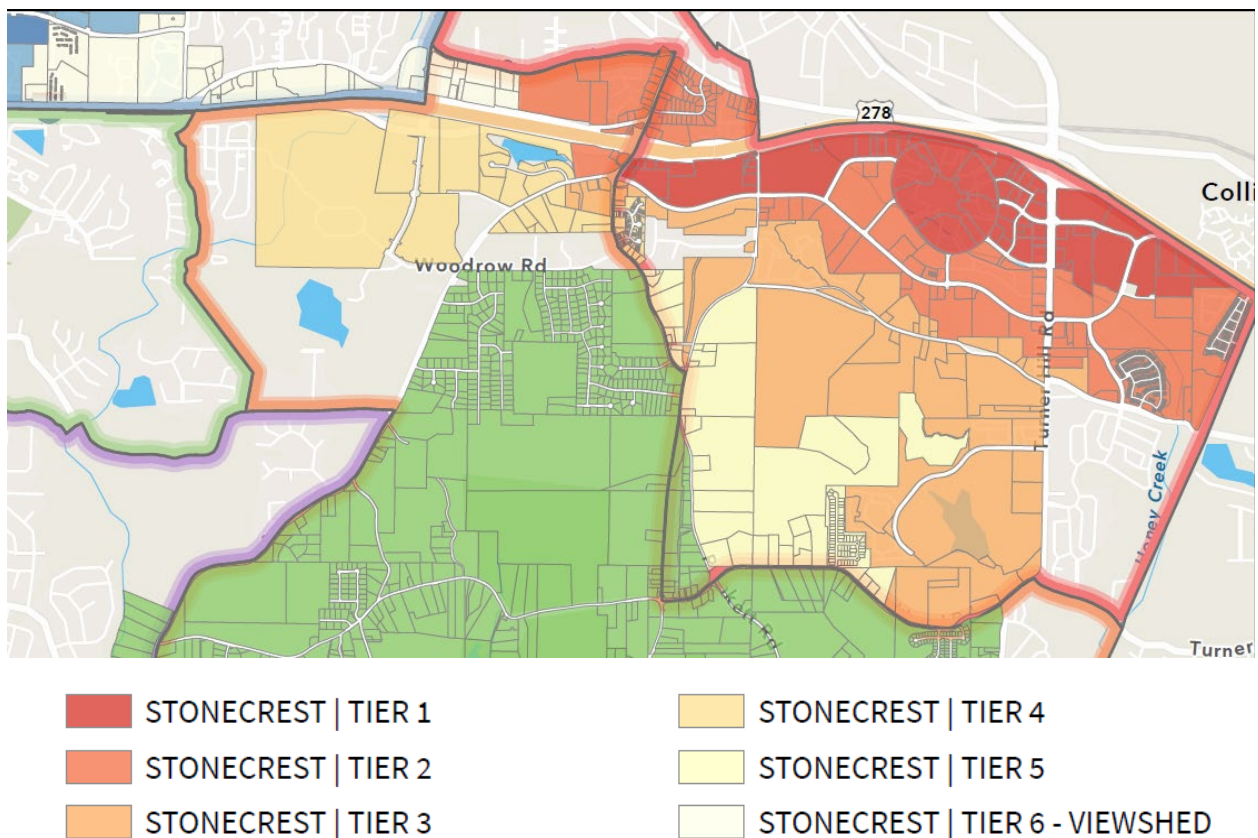 278
Colli
Woodrow Rd
Turner Hill Rd
Honey Creek
Turner
STONECREST | TIER 1
STONECREST | TIER 2
STONECREST | TIER 3
STONECREST | TIER 4
STONECREST | TIER 5
STONECREST | TIER 6 - VIEWSHED